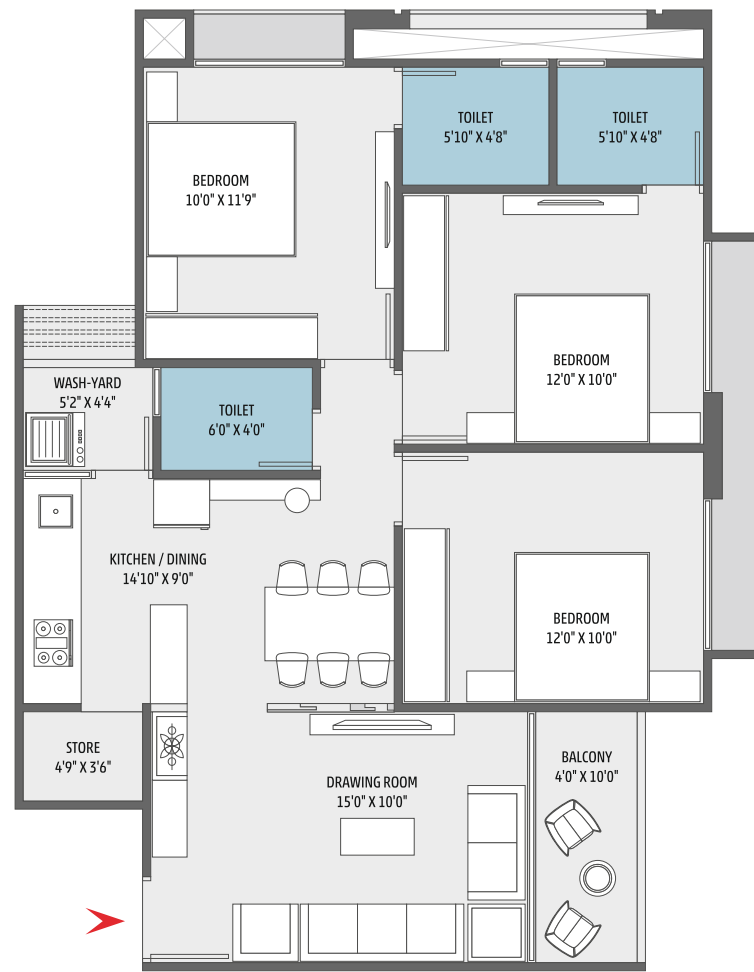 TOILET
5'10" X 4'8"
TOILET
5'10" X 4'8"
BEDROOM
10'0" X 11'9"
BEDROOM
12'0" X 10'0"
WASH-YARD
5'2" X 4'4"
TOILET
6'0" X 4'0"
KITCHEN / DINING
14'10" X 9'0"
BEDROOM
12'0" X 10'0"
STORE
4'9" X 3'6"
DRAWING ROOM
15'0" X 10'0"
BALCONY
4'0" X 10'0"